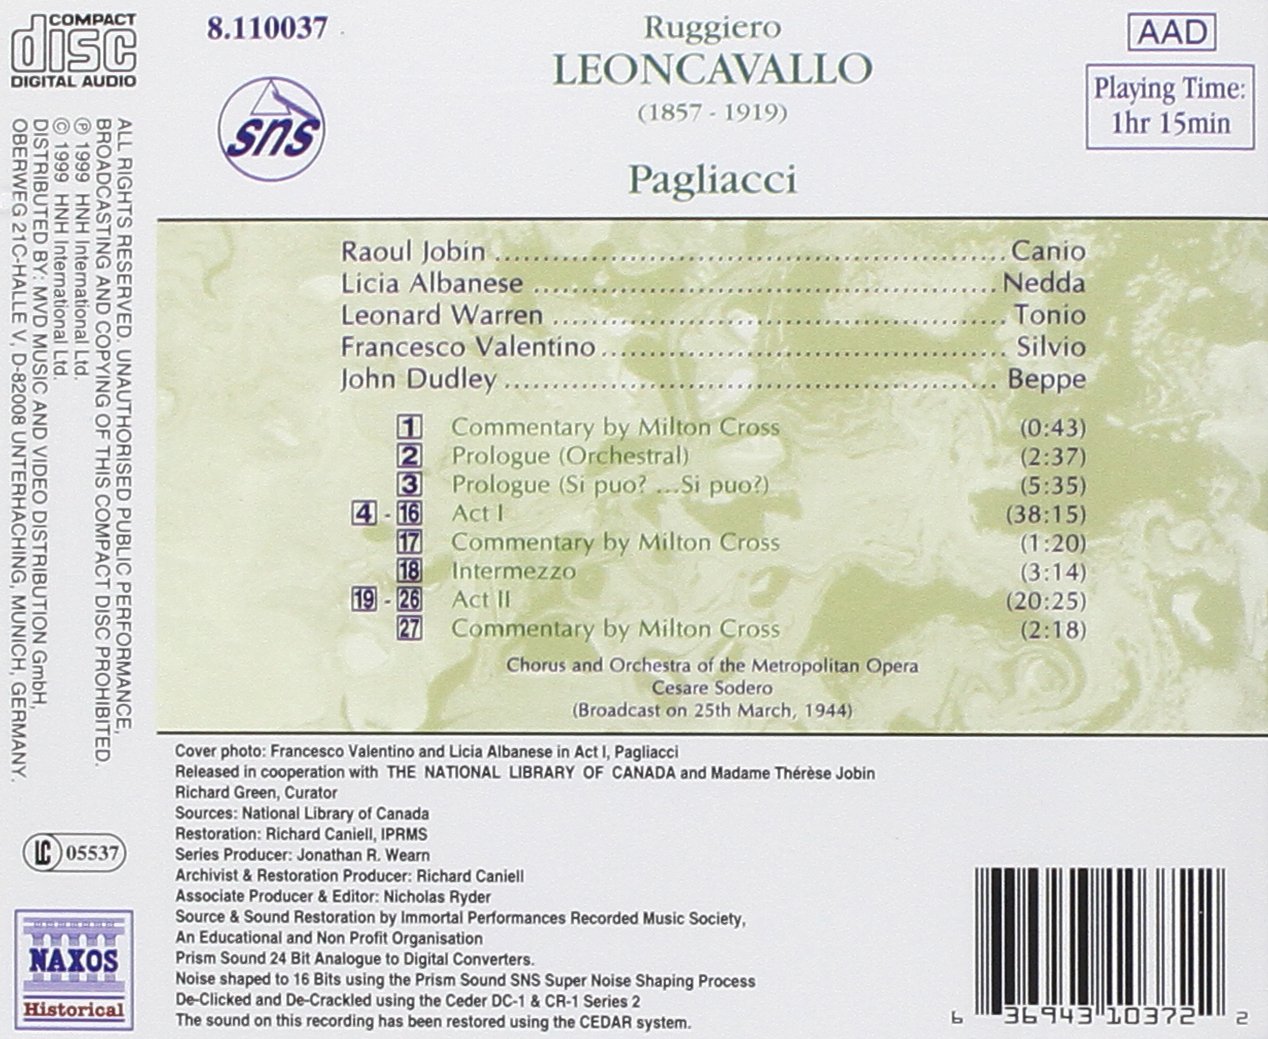 COMPACT
disc
DIGITAL AUDIO
8.110037
sns
Ruggiero
LEONCAVALLO
(1857 - 1919)
Pagliacci
AAD
Playing Time:
1hr 15min
ALL RIGHTS RESERVED. UNAUTHORISED PUBLIC PERFORMANCE,
BROADCASTING AND COPYING OF THIS COMPACT DISC PROHIBITED.
℗ 1999 HNH International Ltd.
© 1999 HNH International Ltd.
DISTRIBUTED BY: MVD MUSIC AND VIDEO DISTRIBUTION GmbH,
OBERWEG 21C-HALLE V, D-82008 UNTERHACHING, MUNICH, GERMANY.
Raoul Jobin ........ Canio
Licia Albanese ........ Nedda
Leonard Warren ........ Tonio
Francesco Valentino ........ Silvio
John Dudley ........ Beppe
1 Commentary by Milton Cross (0:43)
2 Prologue (Orchestral) (2:37)
3 Prologue (Si puo? ...Si puo?) (5:35)
4 - 16 Act I (38:15)
17 Commentary by Milton Cross (1:20)
18 Intermezzo (3:14)
19 - 26 Act II (20:25)
27 Commentary by Milton Cross (2:18)
Chorus and Orchestra of the Metropolitan Opera
Cesare Sodero
(Broadcast on 25th March, 1944)
Cover photo: Francesco Valentino and Licia Albanese in Act I, Pagliacci
Released in cooperation with THE NATIONAL LIBRARY OF CANADA and Madame Thérèse Jobin
Richard Green, Curator
Sources: National Library of Canada
Restoration: Richard Caniell, IPRMS
Series Producer: Jonathan R. Wearn
Archivist & Restoration Producer: Richard Caniell
Associate Producer & Editor: Nicholas Ryder
Source & Sound Restoration by Immortal Performances Recorded Music Society,
An Educational and Non Profit Organisation
Prism Sound 24 Bit Analogue to Digital Converters.
Noise shaped to 16 Bits using the Prism Sound SNS Super Noise Shaping Process
De-Clicked and De-Crackled using the Ceder DC-1 & CR-1 Series 2
The sound on this recording has been restored using the CEDAR system.
LC 05537
NAXOS
Historical
6 36943 10372 2